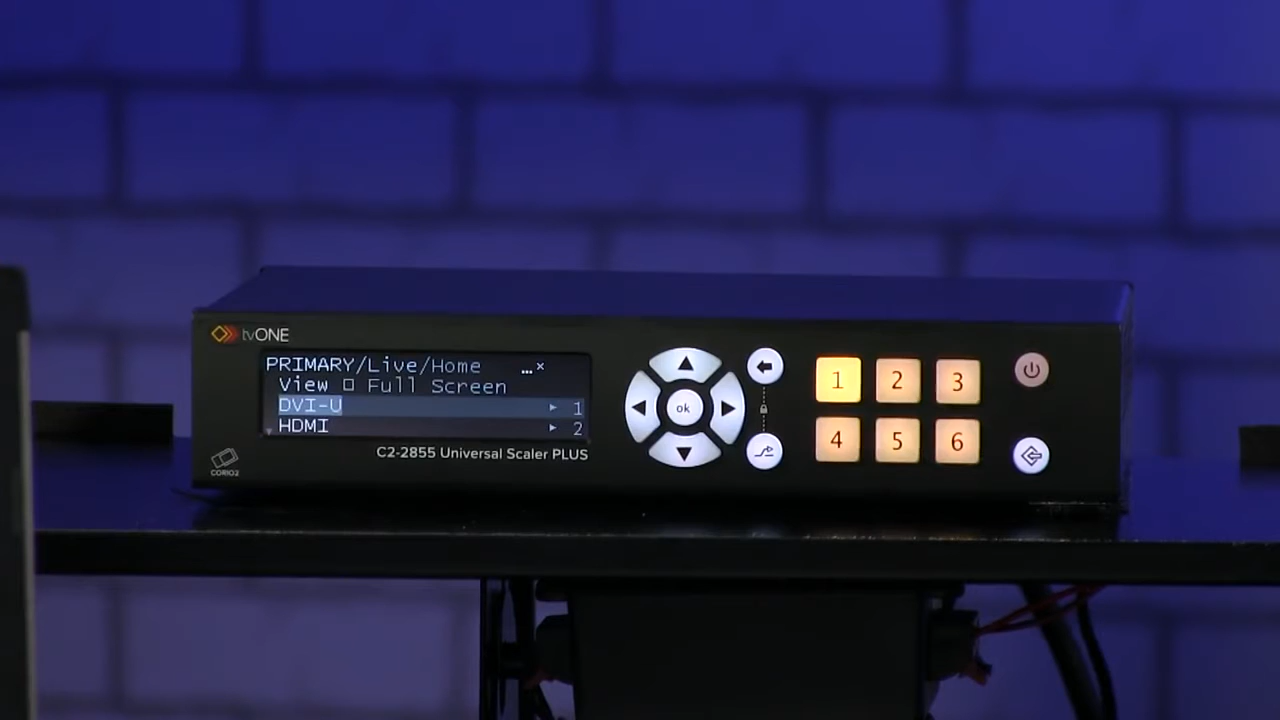 tvONE
PRIMARY/Live/Home ...×
View □ Full Screen
DVI-U ▸ 1
HDMI ▸ 2
C2-2855 Universal Scaler PLUS
CORIO2
ok
1 2 3
4 5 6